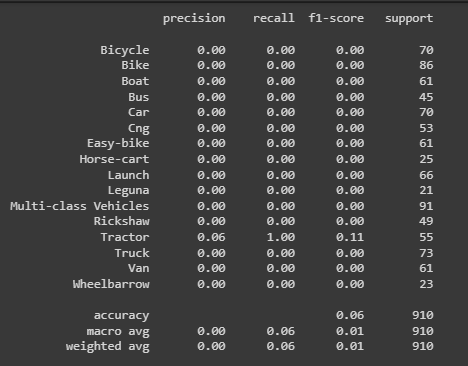 precision recall f1-score support
Bicycle 0.00 0.00 0.00 70
Bike 0.00 0.00 0.00 86
Boat 0.00 0.00 0.00 61
Bus 0.00 0.00 0.00 45
Car 0.00 0.00 0.00 70
Cng 0.00 0.00 0.00 53
Easy-bike 0.00 0.00 0.00 61
Horse-cart 0.00 0.00 0.00 25
Launch 0.00 0.00 0.00 66
Leguna 0.00 0.00 0.00 21
Multi-class Vehicles 0.00 0.00 0.00 91
Rickshaw 0.00 0.00 0.00 49
Tractor 0.06 1.00 0.11 55
Truck 0.00 0.00 0.00 73
Van 0.00 0.00 0.00 61
Wheelbarrow 0.00 0.00 0.00 23
accuracy 0.06 910
macro avg 0.00 0.06 0.01 910
weighted avg 0.00 0.06 0.01 910